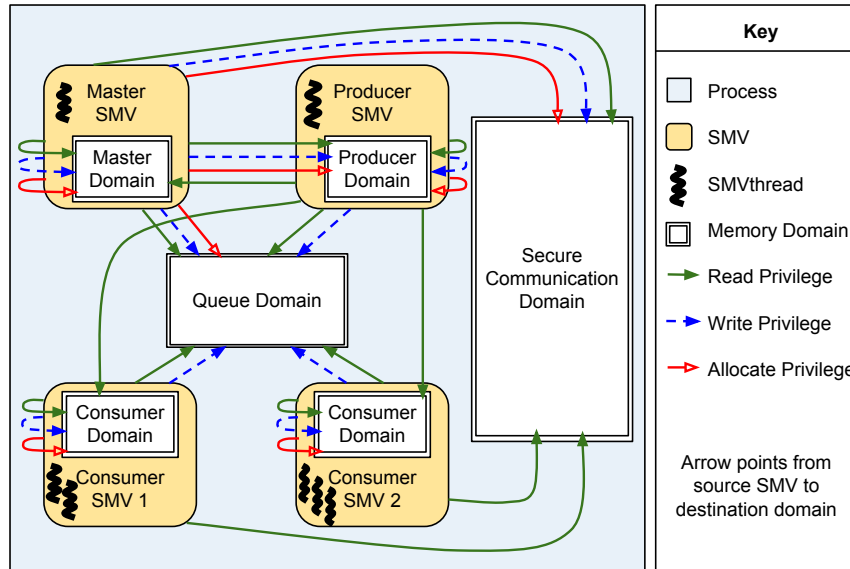 Master
SMV
Master
Domain
Producer
SMV
Producer
Domain
Queue Domain
Secure
Communication
Domain
Consumer
Domain
Consumer
SMV 1
Consumer
Domain
Consumer
SMV 2
Key
Process
SMV
SMVthread
Memory Domain
Read Privilege
Write Privilege
Allocate Privilege
Arrow points from
source SMV to
destination domain